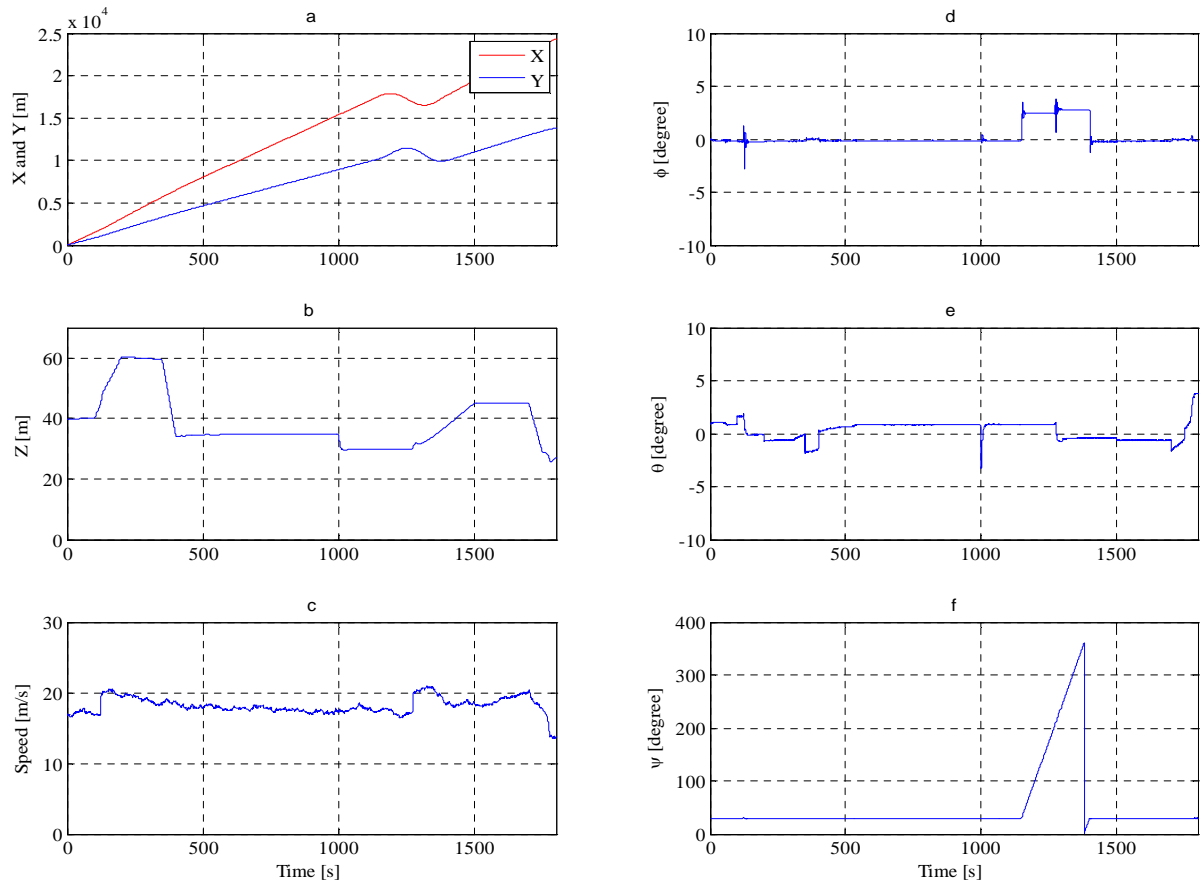 a
x 10⁴
2.5
2
1.5
1
0.5
0
X and Y [m]
X
Y
0 500 1000 1500
b
60
40
20
0
Z [m]
0 500 1000 1500
c
30
20
10
0
Speed [m/s]
0 500 1000 1500
Time [s]
d
10
5
0
-5
-10
ϕ [degree]
0 500 1000 1500
e
10
5
0
-5
-10
θ [degree]
0 500 1000 1500
f
400
300
200
100
0
ψ [degree]
0 500 1000 1500
Time [s]